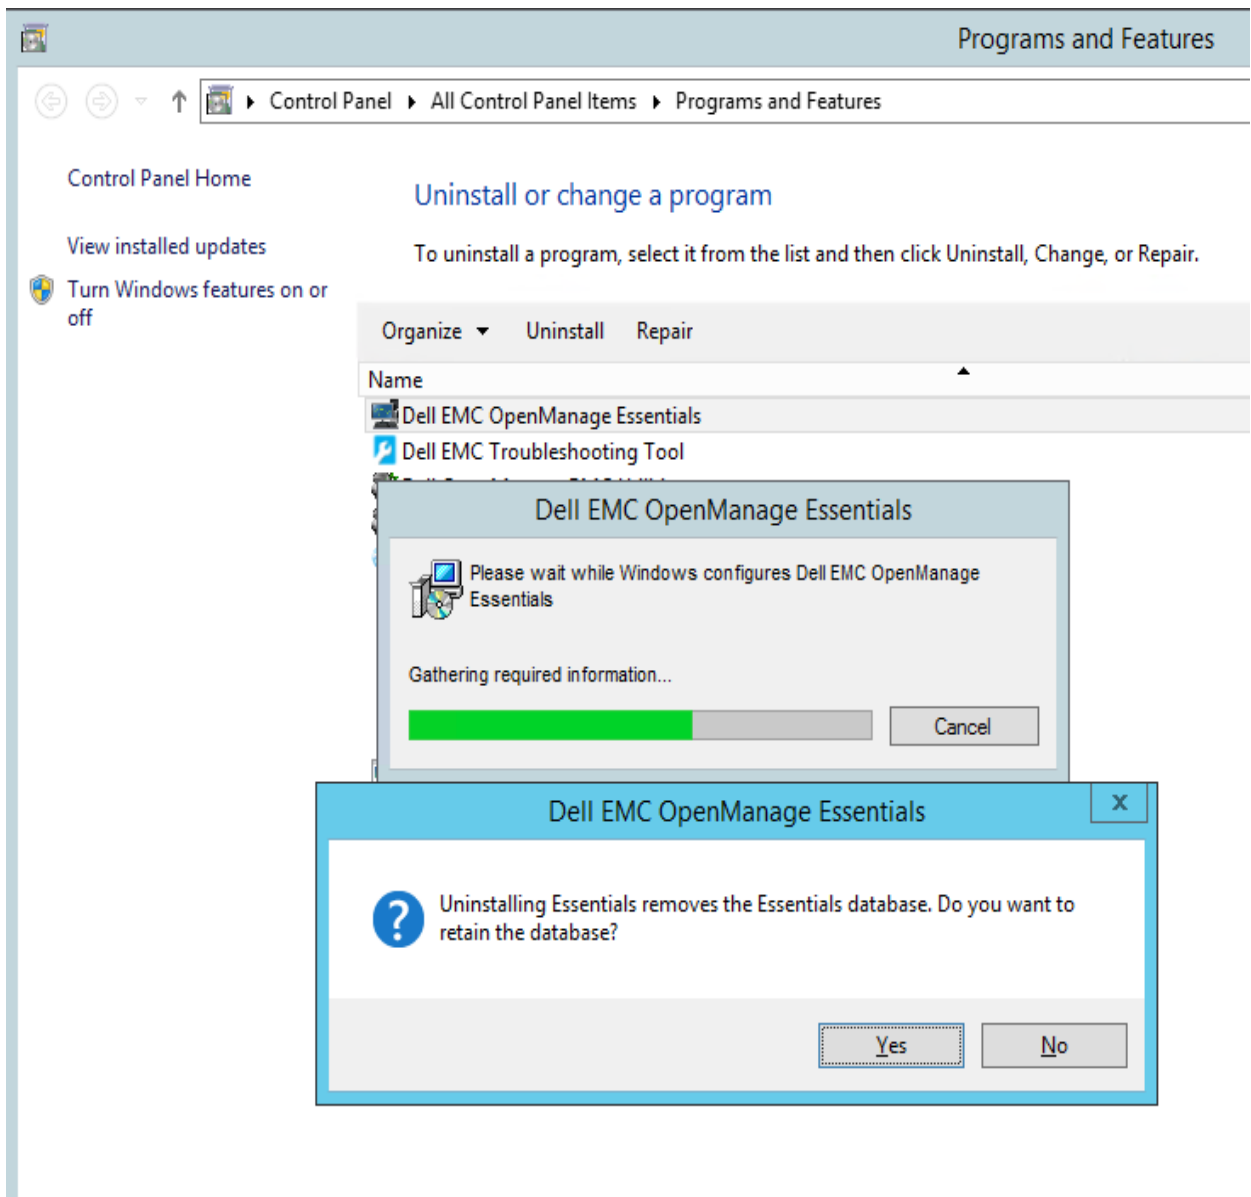 Programs and Features
Control Panel All Control Panel Items Programs and Features
Control Panel Home
Uninstall or change a program
View installed updates
To uninstall a program, select it from the list and then click Uninstall, Change, or Repair.
Turn Windows features on or
off
Organize Uninstall Repair
Name
Dell EMC OpenManage Essentials
Dell EMC Troubleshooting Tool
Dell EMC OpenManage Essentials
Please wait while Windows configures Dell EMC OpenManage
Essentials
Gathering required information...
Cancel
Dell EMC OpenManage Essentials
x
Uninstalling Essentials removes the Essentials database. Do you want to
retain the database?
Yes No